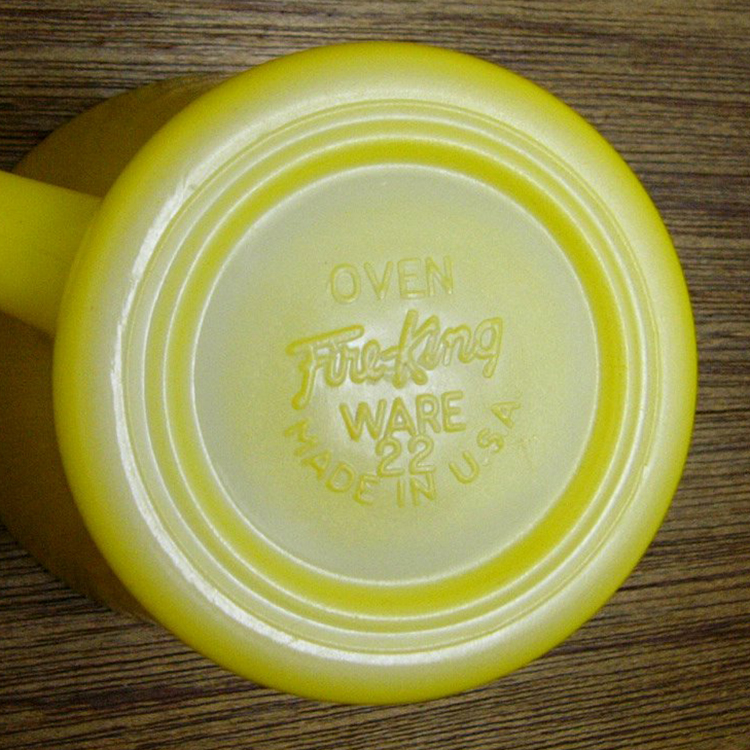 OVEN
Fire-King
WARE
22
MADE IN U.S.A